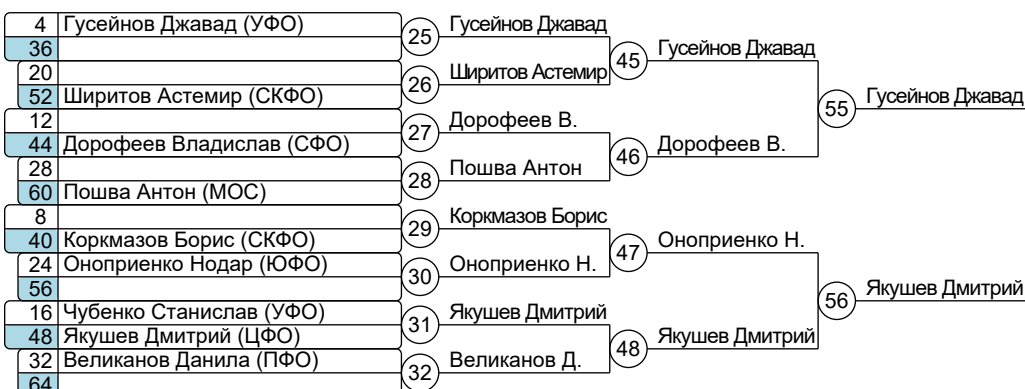 4 Гусейнов Джавад (УФО)
36
20
52 Ширитов Астемир (СКФО)
12
44 Дорофеев Владислав (СФО)
28
60 Пошва Антон (МОС)
8
40 Коркмазов Борис (СКФО)
24 Оноприенко Нодар (ЮФО)
56
16 Чубенко Станислав (УФО)
48 Якушев Дмитрий (ЦФО)
32 Великанов Данила (ПФО)
64
25 Гусейнов Джавад
26 Ширитов Астемир
27 Дорофеев В.
28 Пошва Антон
29 Коркмазов Борис
30 Оноприенко Н.
31 Якушев Дмитрий
32 Великанов Д.
45 Гусейнов Джавад
46 Дорофеев В.
47 Оноприенко Н.
48 Якушев Дмитрий
55 Гусейнов Джавад
56 Якушев Дмитрий